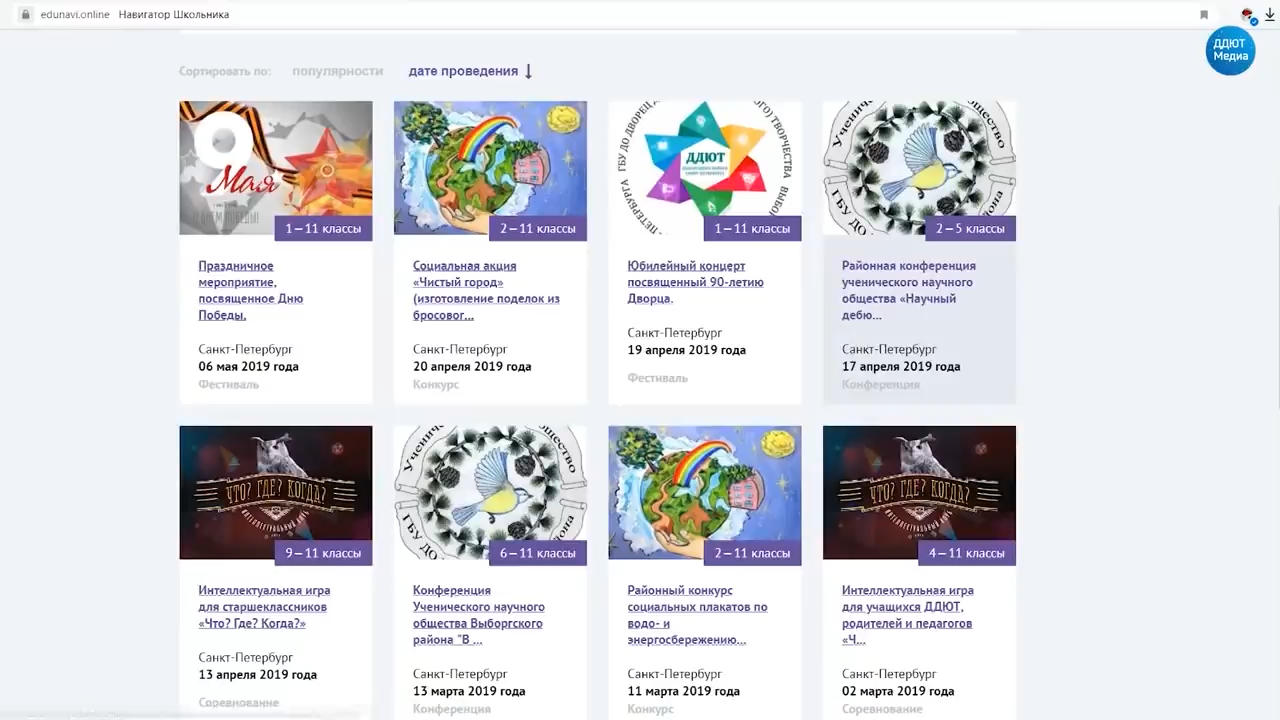 edunavi.online Навигатор Школьника
ДДЮТ
Медиа
Сортировать по: популярности дате проведения ↓
9
Мая
1—11 классы
2—11 классы
ДДЮТ
1—11 классы
2—5 классы
Праздничное
мероприятие,
посвященное Дню
Победы.
Санкт-Петербург
06 мая 2019 года
Фестиваль
Социальная акция
«Чистый город»
(изготовление поделок из
бросовог...
Санкт-Петербург
20 апреля 2019 года
Конкурс
Юбилейный концерт
посвященный 90-летию
Дворца.
Санкт-Петербург
19 апреля 2019 года
Фестиваль
Районная конференция
ученического научного
общества «Научный
дебю...
Санкт-Петербург
17 апреля 2019 года
Конференция
ЧТО? ГДЕ? КОГДА?
9—11 классы
6—11 классы
2—11 классы
ЧТО? ГДЕ? КОГДА?
4—11 классы
Интеллектуальная игра
для старшеклассников
«Что? Где? Когда?»
Санкт-Петербург
13 апреля 2019 года
Соревнование
Конференция
Ученического научного
общества Выборгского
района "В ...
Санкт-Петербург
13 марта 2019 года
Конференция
Районный конкурс
социальных плакатов по
водо- и
энергосбережению...
Санкт-Петербург
11 марта 2019 года
Конкурс
Интеллектуальная игра
для учащихся ДДЮТ,
родителей и педагогов
«Ч...
Санкт-Петербург
02 марта 2019 года
Соревнование